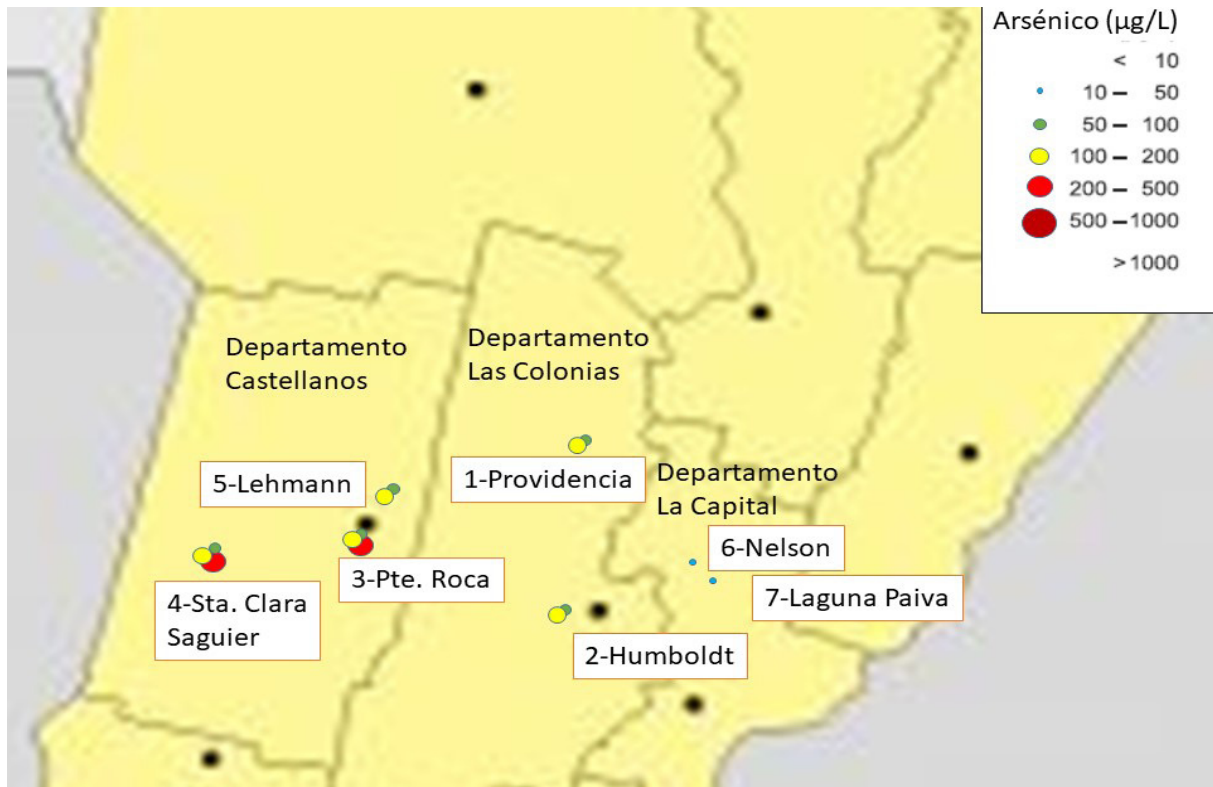 Arsénico (µg/L)
< 10
10 – 50
50 – 100
100 – 200
200 – 500
500 – 1000
> 1000
Departamento
Castellanos
Departamento
Las Colonias
5-Lehmann
1-Providencia
Departamento
La Capital
6-Nelson
3-Pte. Roca
7-Laguna Paiva
4-Sta. Clara
Saguier
2-Humboldt